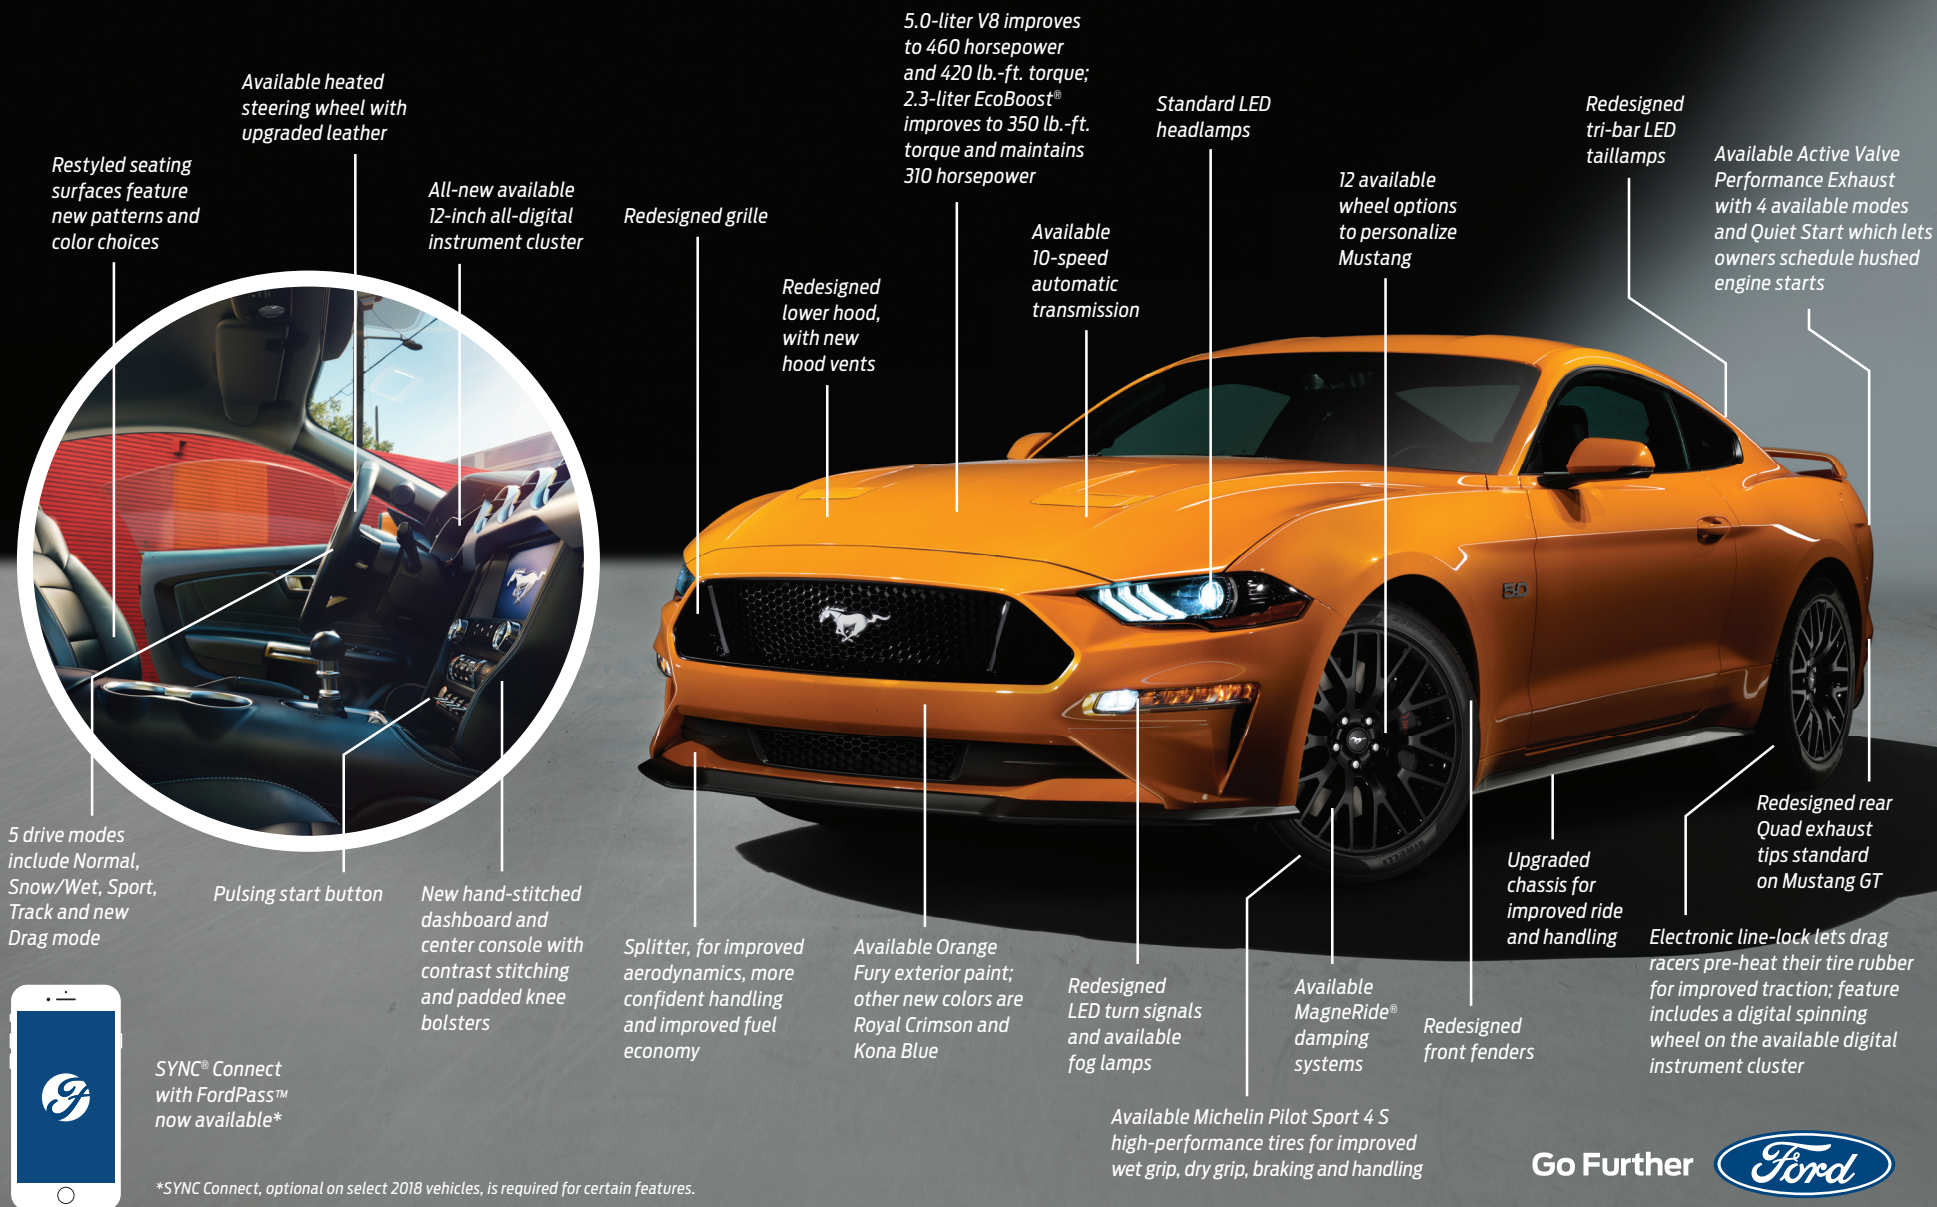 5.0-liter V8 improves
to 460 horsepower
and 420 lb.-ft. torque;
2.3-liter EcoBoost®
improves to 350 lb.-ft.
torque and maintains
310 horsepower
Available heated
steering wheel with
upgraded leather
Restyled seating
surfaces feature
new patterns and
color choices
All-new available
12-inch all-digital
instrument cluster
Redesigned grille
Redesigned
lower hood,
with new
hood vents
Available
10-speed
automatic
transmission
Standard LED
headlamps
12 available
wheel options
to personalize
Mustang
Redesigned
tri-bar LED
taillamps
Available Active Valve
Performance Exhaust
with 4 available modes
and Quiet Start which lets
owners schedule hushed
engine starts
5.0
5 drive modes
include Normal,
Snow/Wet, Sport,
Track and new
Drag mode
Pulsing start button
New hand-stitched
dashboard and
center console with
contrast stitching
and padded knee
bolsters
Splitter, for improved
aerodynamics, more
confident handling
and improved fuel
economy
Available Orange
Fury exterior paint;
other new colors are
Royal Crimson and
Kona Blue
Redesigned
LED turn signals
and available
fog lamps
Available Michelin Pilot Sport 4 S
high-performance tires for improved
wet grip, dry grip, braking and handling
Available
MagneRide®
damping
systems
Redesigned
front fenders
Upgraded
chassis for
improved ride
and handling
Redesigned rear
Quad exhaust
tips standard
on Mustang GT
Electronic line-lock lets drag
racers pre-heat their tire rubber
for improved traction; feature
includes a digital spinning
wheel on the available digital
instrument cluster
SYNC® Connect
with FordPass™
now available*
*SYNC Connect, optional on select 2018 vehicles, is required for certain features.
Go Further
Ford